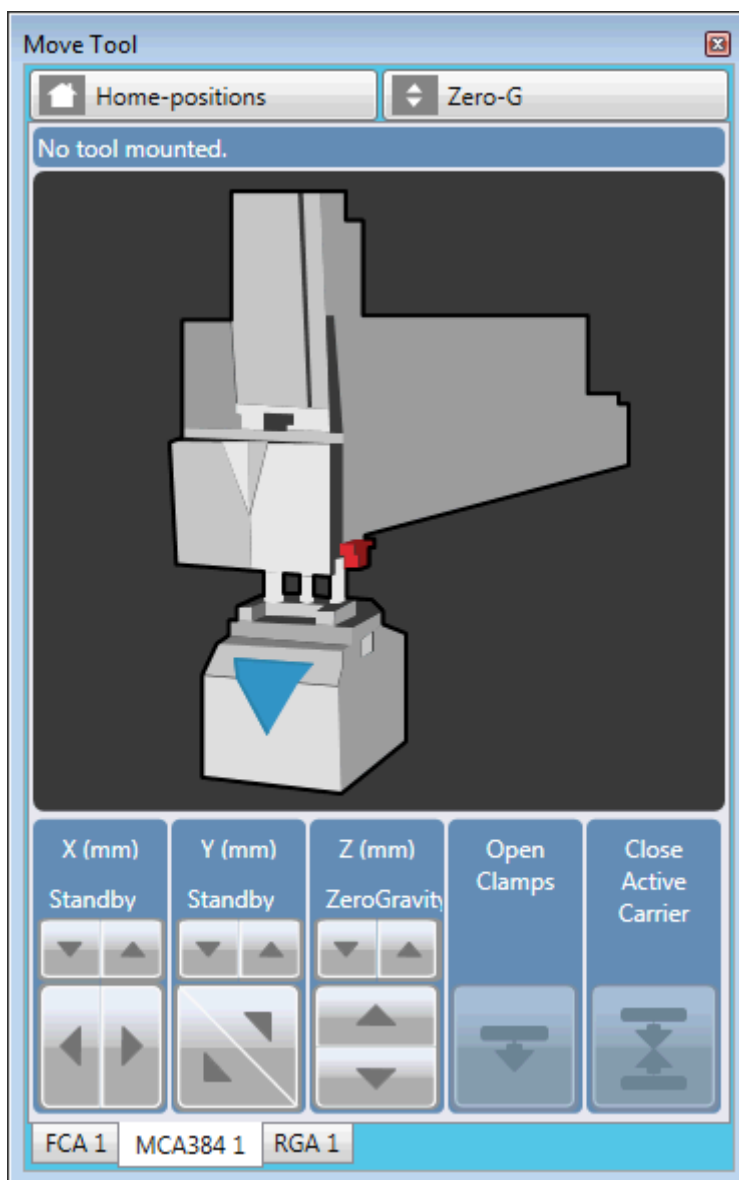 Move Tool
Home-positions
Zero-G
No tool mounted.
X (mm)
Standby
Y (mm)
Standby
Z (mm)
ZeroGravity
Open
Clamps
Close
Active
Carrier
FCA 1
MCA384 1
RGA 1